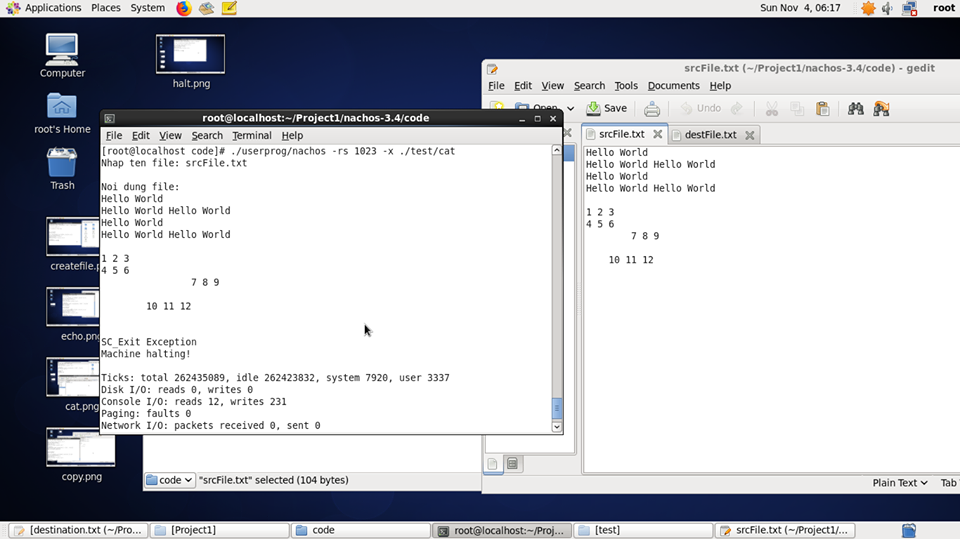 Applications Places System
Sun Nov 4, 06:17
root
Computer
root's Home
Trash
createfile.p
echo.png
cat.png
copy.png
halt.png
root@localhost:~/Project1/nachos-3.4/code
File Edit View Search Terminal Help
[root@localhost code]# ./userprog/nachos -rs 1023 -x ./test/cat
Nhap ten file: srcFile.txt
Noi dung file:
Hello World
Hello World Hello World
Hello World
Hello World Hello World
1 2 3
4 5 6
7 8 9
10 11 12
SC_Exit Exception
Machine halting!
Ticks: total 262435089, idle 262423832, system 7920, user 3337
Disk I/O: reads 0, writes 0
Console I/O: reads 12, writes 231
Paging: faults 0
Network I/O: packets received 0, sent 0
code "srcFile.txt" selected (104 bytes)
srcFile.txt (~/Project1/nachos-3.4/code) - gedit
File Edit View Search Tools Documents Help
Open Save Undo
srcFile.txt destFile.txt
Hello World
Hello World Hello World
Hello World
Hello World Hello World
1 2 3
4 5 6
7 8 9
10 11 12
Plain Text Tab
[destination.txt (~/Pro... [Project1] code root@localhost:~/Proj... [test] srcFile.txt (~/Project1/...